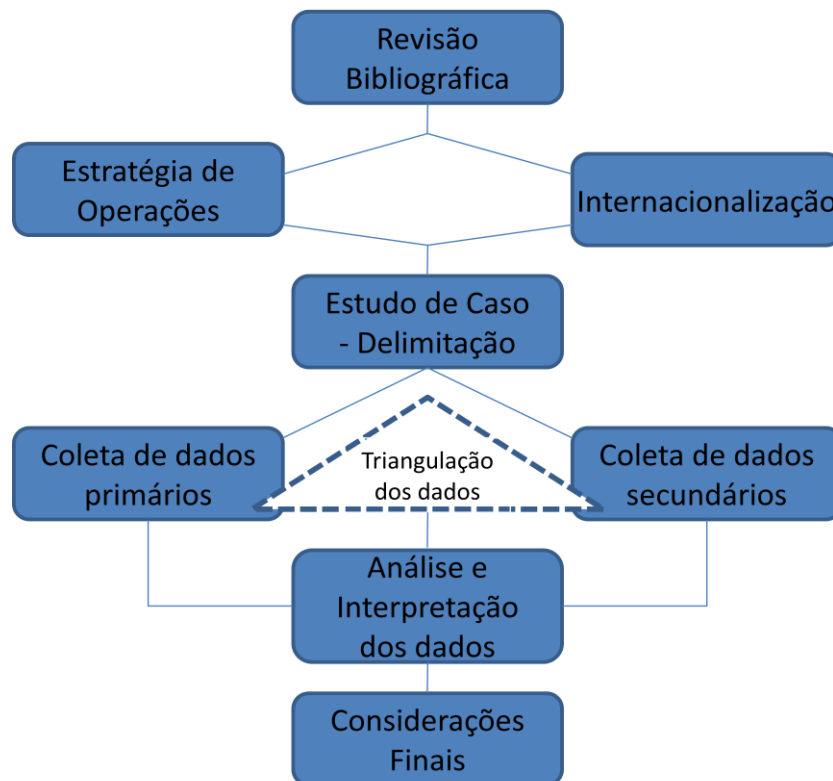 Revisão
Bibliográfica
Estratégia de
Operações
Internacionalização
Estudo de Caso
- Delimitação
Coleta de dados
primários
Triangulação
dos dados
Coleta de dados
secundários
Análise e
Interpretação
dos dados
Considerações
Finais